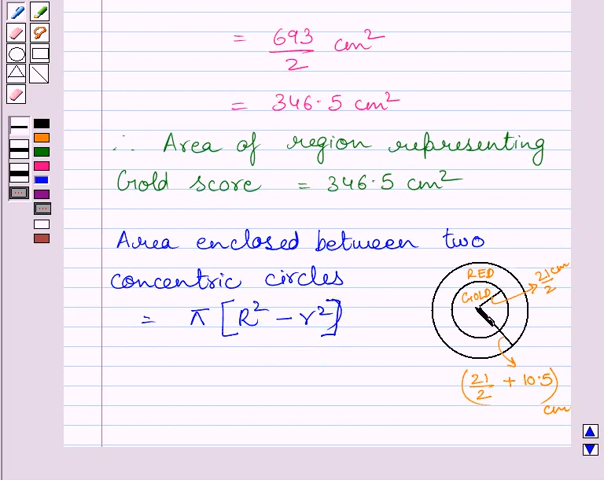 = 693/2 cm²
= 346.5 cm²
∴ Area of region representing
Gold score = 346.5 cm²
Area enclosed between two
concentric circles
= π [R² - r²]
RED
GOLD
21/2 cm
(21/2 + 10.5) cm